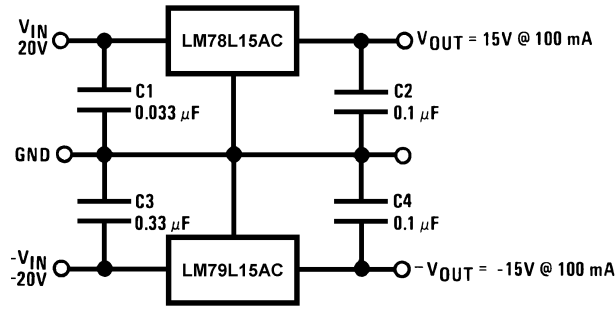 VIN
20V
LM78L15AC
VOUT = 15V @ 100 mA
C1
0.033 µF
C2
0.1 µF
GND
C3
0.33 µF
C4
0.1 µF
-VIN
-20V
LM79L15AC
-VOUT = -15V @ 100 mA